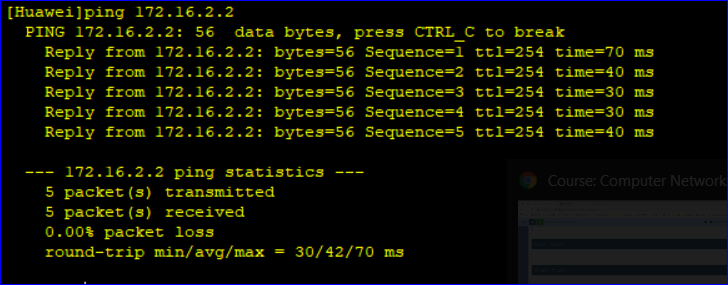 [Huawei]ping 172.16.2.2
PING 172.16.2.2: 56  data bytes, press CTRL_C to break
Reply from 172.16.2.2: bytes=56 Sequence=1 ttl=254 time=70 ms
Reply from 172.16.2.2: bytes=56 Sequence=2 ttl=254 time=40 ms
Reply from 172.16.2.2: bytes=56 Sequence=3 ttl=254 time=30 ms
Reply from 172.16.2.2: bytes=56 Sequence=4 ttl=254 time=30 ms
Reply from 172.16.2.2: bytes=56 Sequence=5 ttl=254 time=40 ms
--- 172.16.2.2 ping statistics ---
5 packet(s) transmitted
5 packet(s) received
0.00% packet loss
round-trip min/avg/max = 30/42/70 ms
Course: Computer Network